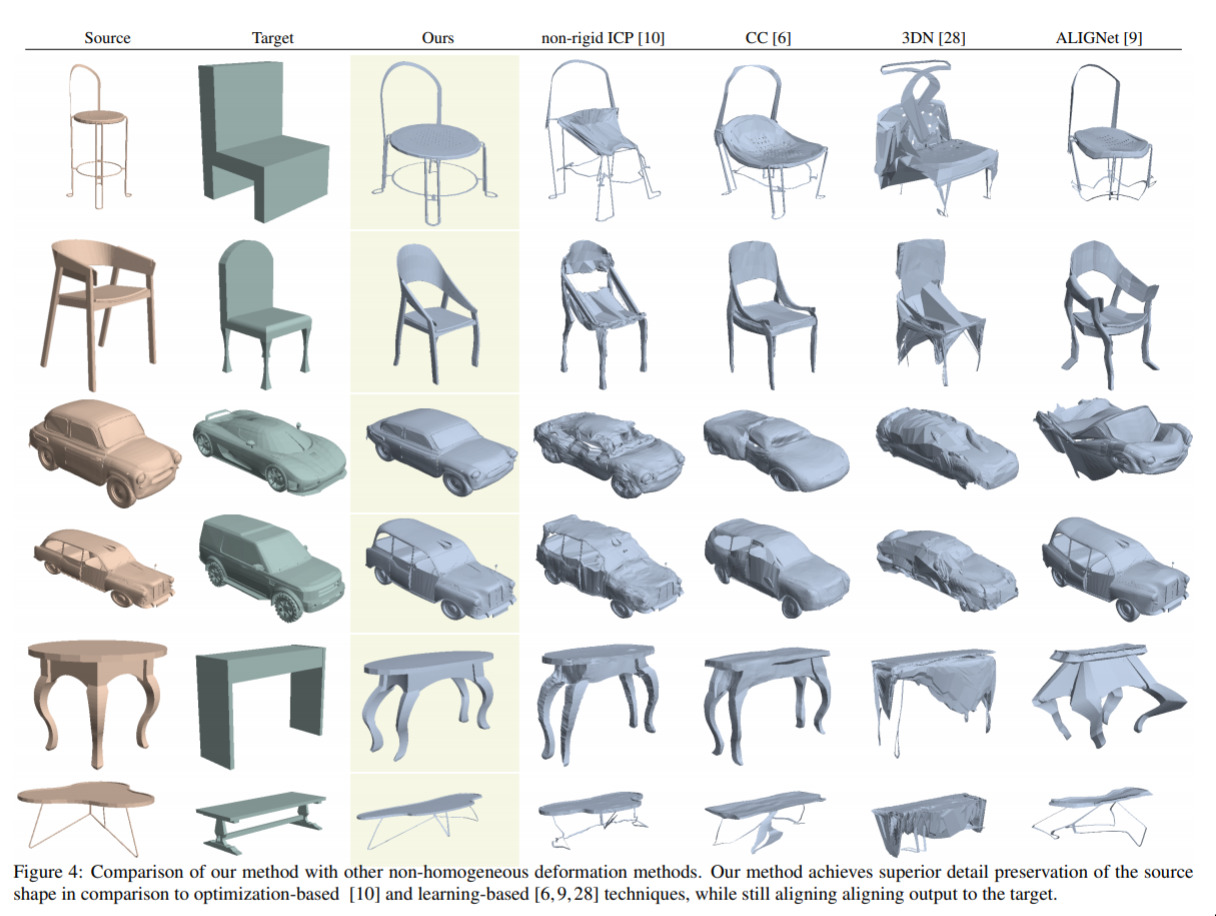 Source Target Ours non-rigid ICP [10] CC [6] 3DN [28] ALIGNet [9]
Figure 4: Comparison of our method with other non-homogeneous deformation methods. Our method achieves superior detail preservation of the source
shape in comparison to optimization-based [10] and learning-based [6,9,28] techniques, while still aligning aligning output to the target.